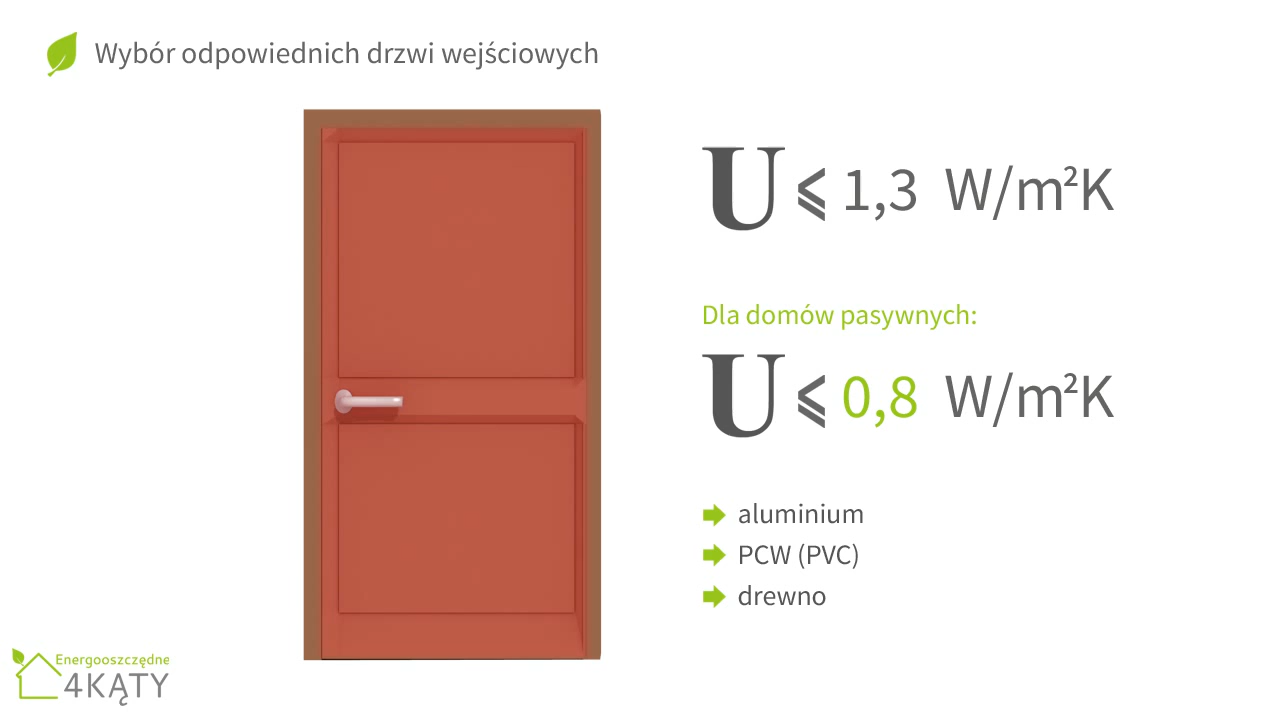 Wybór odpowiednich drzwi wejściowych
U ⩽ 1,3 W/m²K
Dla domów pasywnych:
U ⩽ 0,8 W/m²K
aluminium
PCW (PVC)
drewno
Energooszczędne
4KĄTY